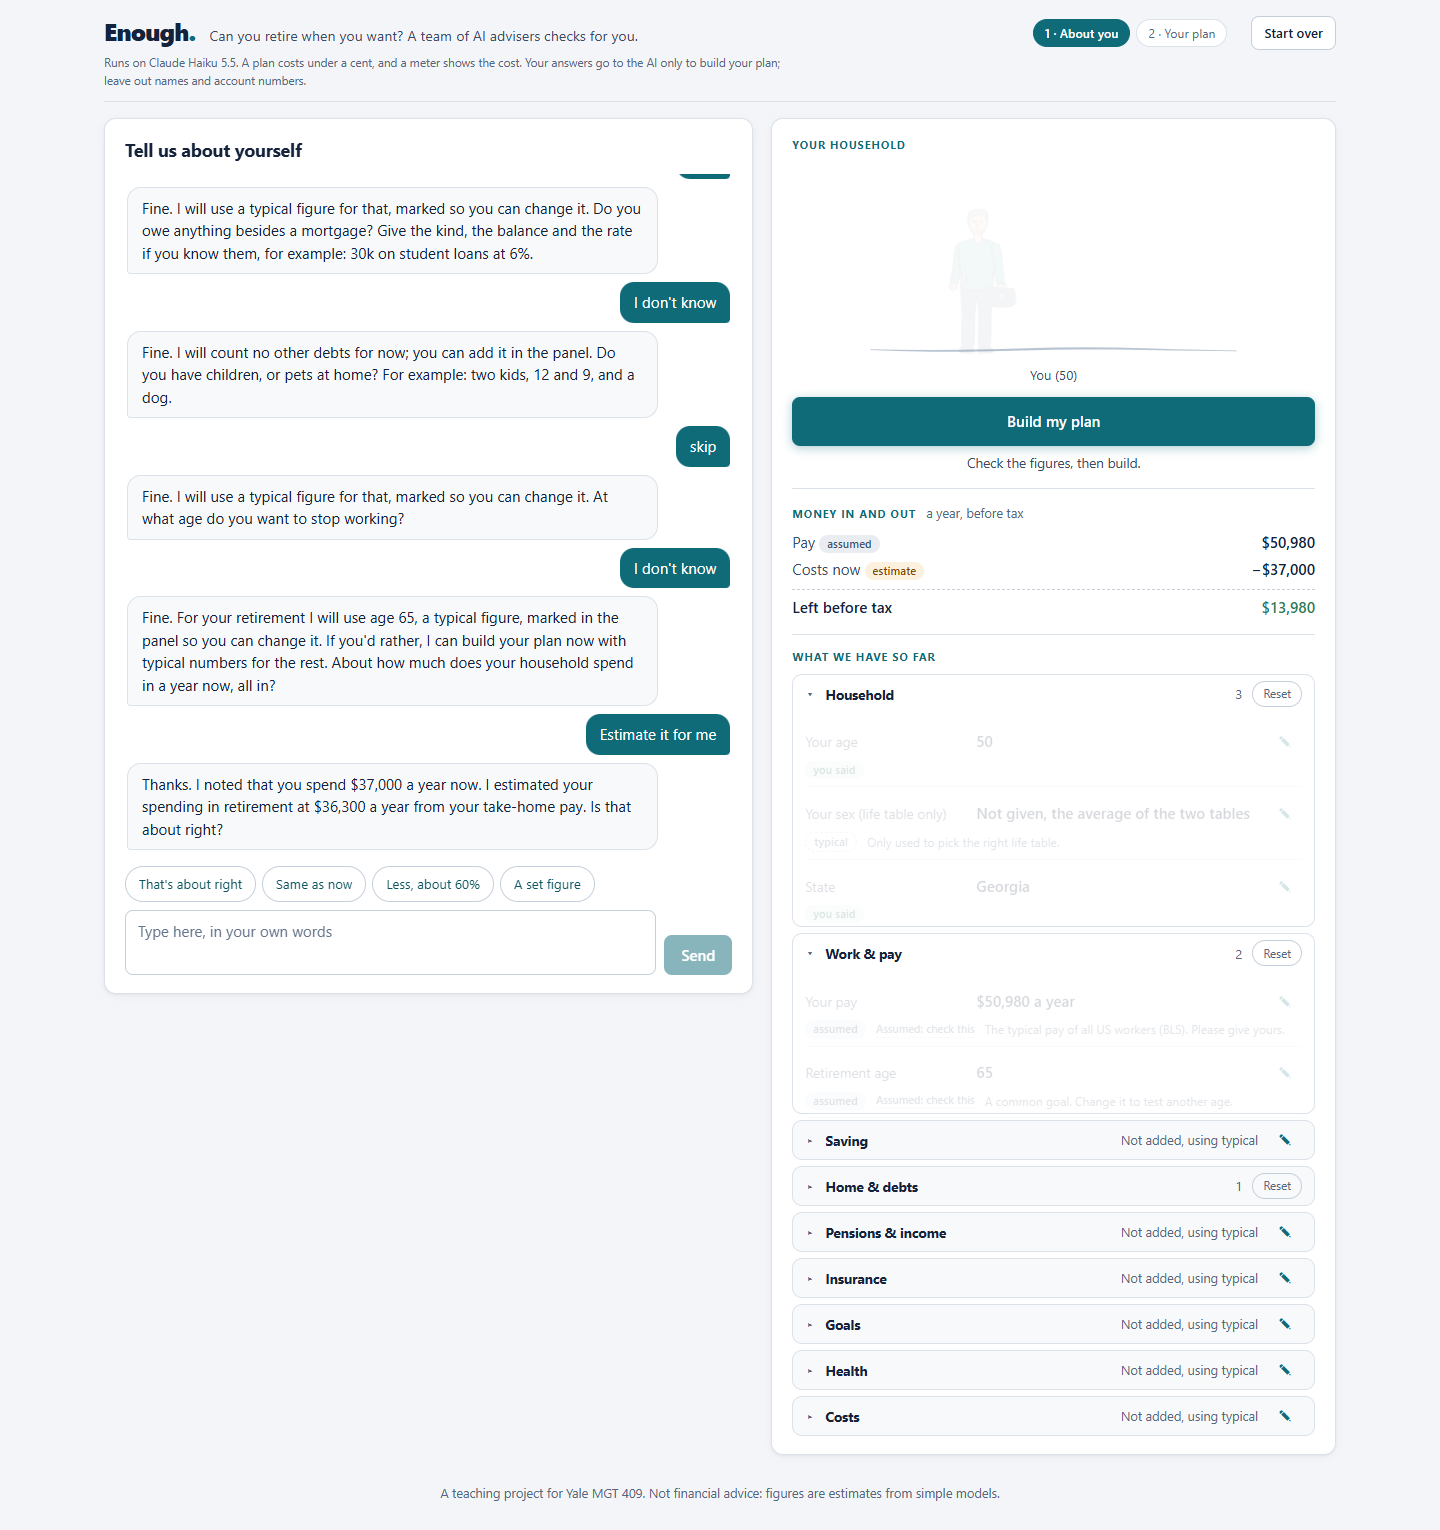 Enough. Can you retire when you want? A team of AI advisers checks for you.
1 · About you
2 · Your plan
Start over
Runs on Claude Haiku 5.5. A plan costs under a cent, and a meter shows the cost. Your answers go to the AI only to build your plan;
leave out names and account numbers.
Tell us about yourself
Fine. I will use a typical figure for that, marked so you can change it. Do you
owe anything besides a mortgage? Give the kind, the balance and the rate
if you know them, for example: 30k on student loans at 6%.
I don't know
Fine. I will count no other debts for now; you can add it in the panel. Do
you have children, or pets at home? For example: two kids, 12 and 9, and a
dog.
skip
Fine. I will use a typical figure for that, marked so you can change it. At
what age do you want to stop working?
I don't know
Fine. For your retirement I will use age 65, a typical figure, marked in the
panel so you can change it. If you'd rather, I can build your plan now with
typical numbers for the rest. About how much does your household spend
in a year now, all in?
Estimate it for me
Thanks. I noted that you spend $37,000 a year now. I estimated your
spending in retirement at $36,300 a year from your take-home pay. Is that
about right?
That's about right
Same as now
Less, about 60%
A set figure
Type here, in your own words
Send
YOUR HOUSEHOLD
You (50)
Build my plan
Check the figures, then build.
MONEY IN AND OUT a year, before tax
Pay assumed $50,980
Costs now estimate −$37,000
Left before tax $13,980
WHAT WE HAVE SO FAR
Household 3 Reset
Your age 50
you said
Your sex (life table only) Not given, the average of the two tables
typical Only used to pick the right life table.
State Georgia
you said
Work & pay 2 Reset
Your pay $50,980 a year
assumed Assumed: check this The typical pay of all US workers (BLS). Please give yours.
Retirement age 65
assumed Assumed: check this A common goal. Change it to test another age.
Saving Not added, using typical
Home & debts 1 Reset
Pensions & income Not added, using typical
Insurance Not added, using typical
Goals Not added, using typical
Health Not added, using typical
Costs Not added, using typical
A teaching project for Yale MGT 409. Not financial advice: figures are estimates from simple models.